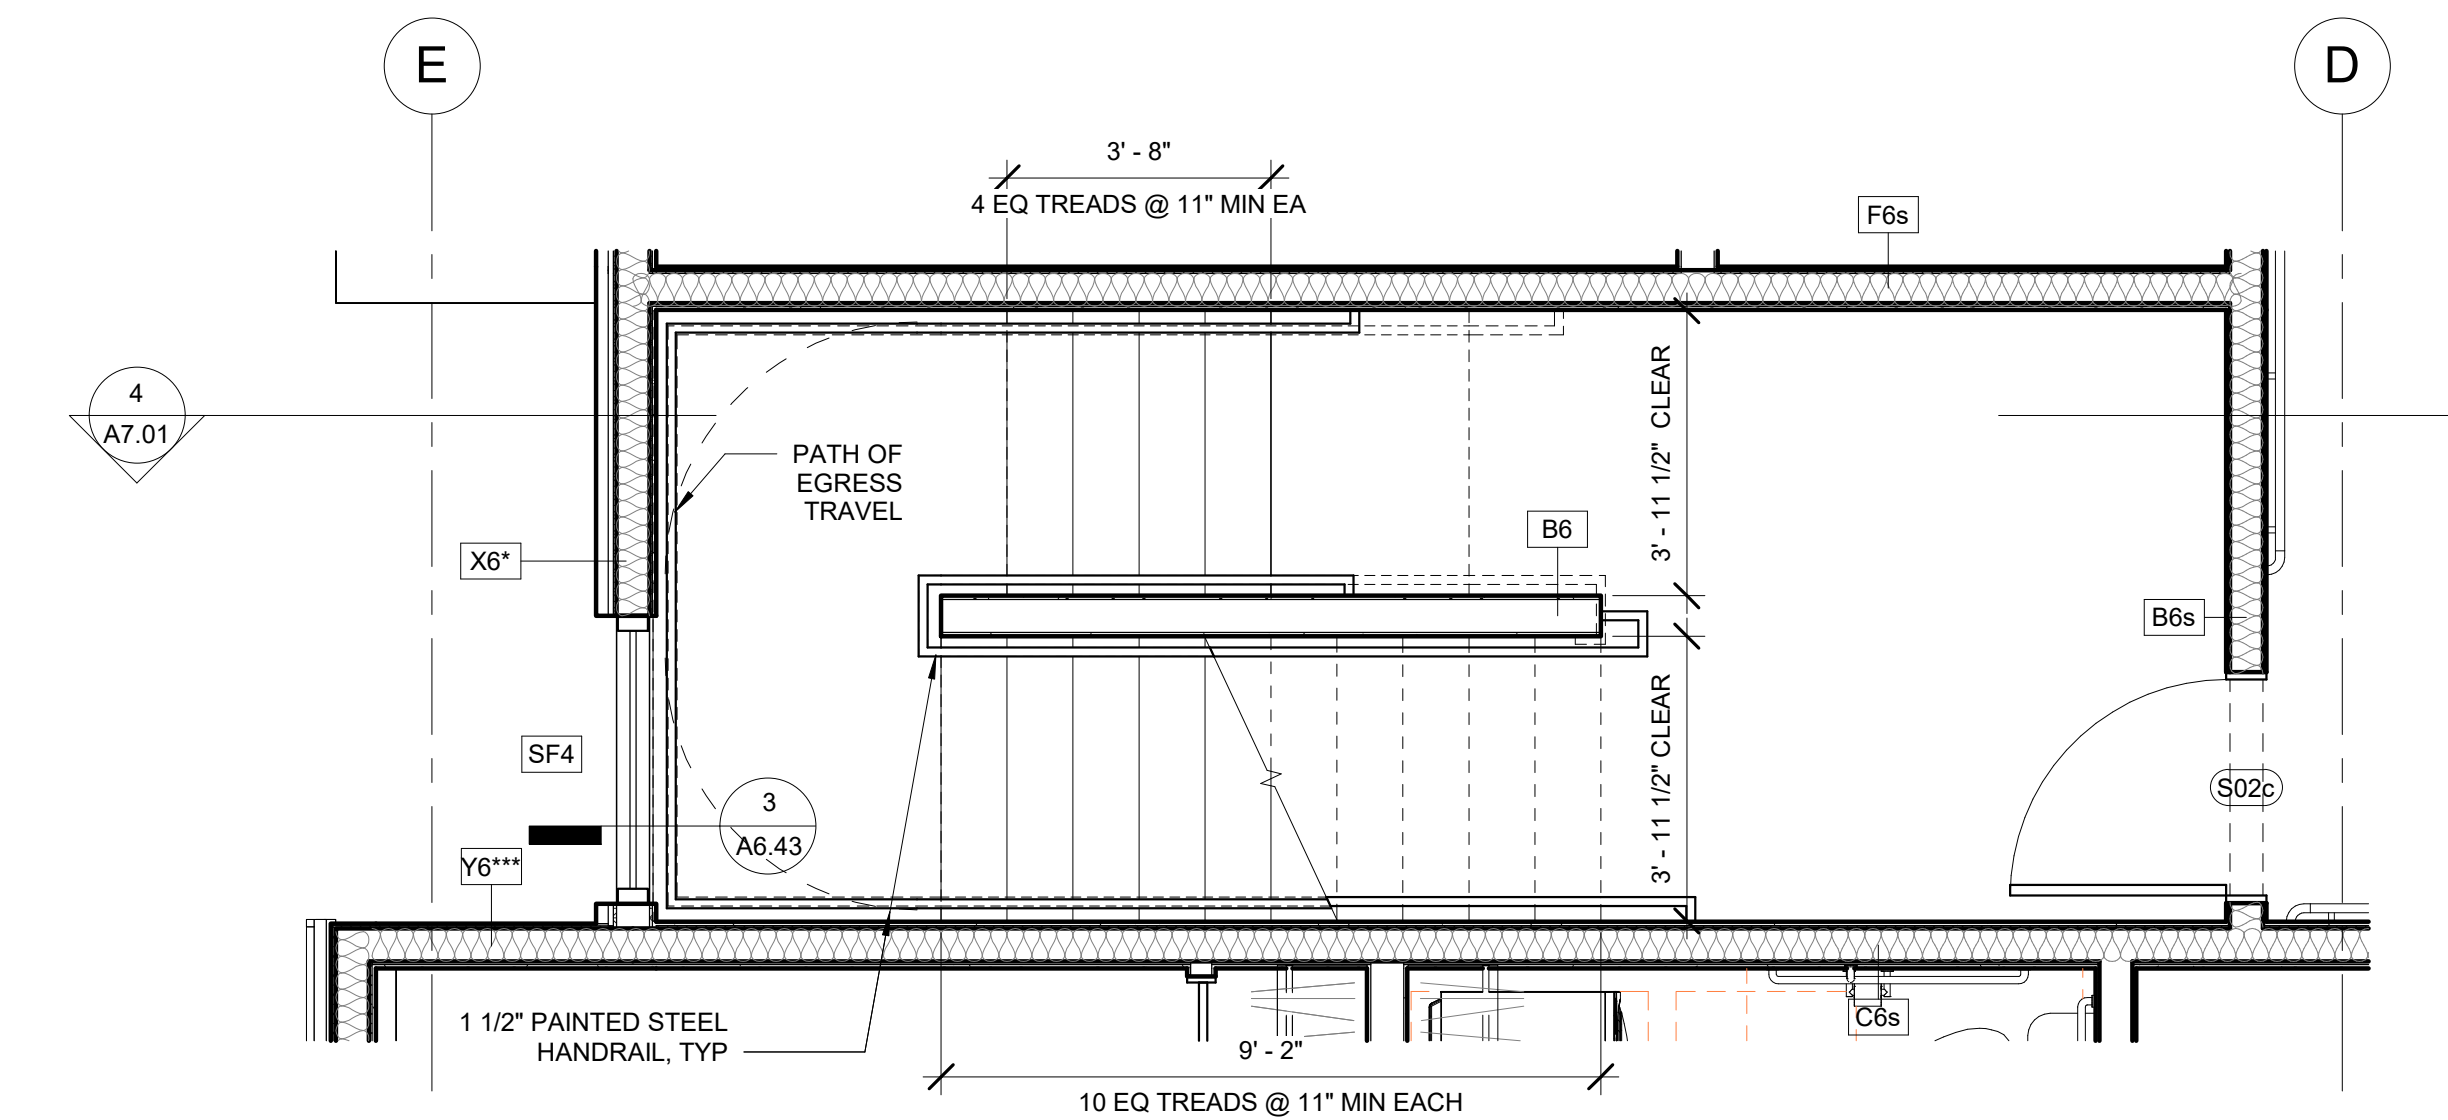 E
D
3' - 8"
4 EQ TREADS @ 11" MIN EA
F6s
4
A7.01
3' - 11 1/2" CLEAR
PATH OF
EGRESS
TRAVEL
B6
X6*
B6s
3' - 11 1/2" CLEAR
SF4
S02c
3
A6.43
Y6***
1 1/2" PAINTED STEEL
HANDRAIL, TYP
C6s
9' - 2"
10 EQ TREADS @ 11" MIN EACH